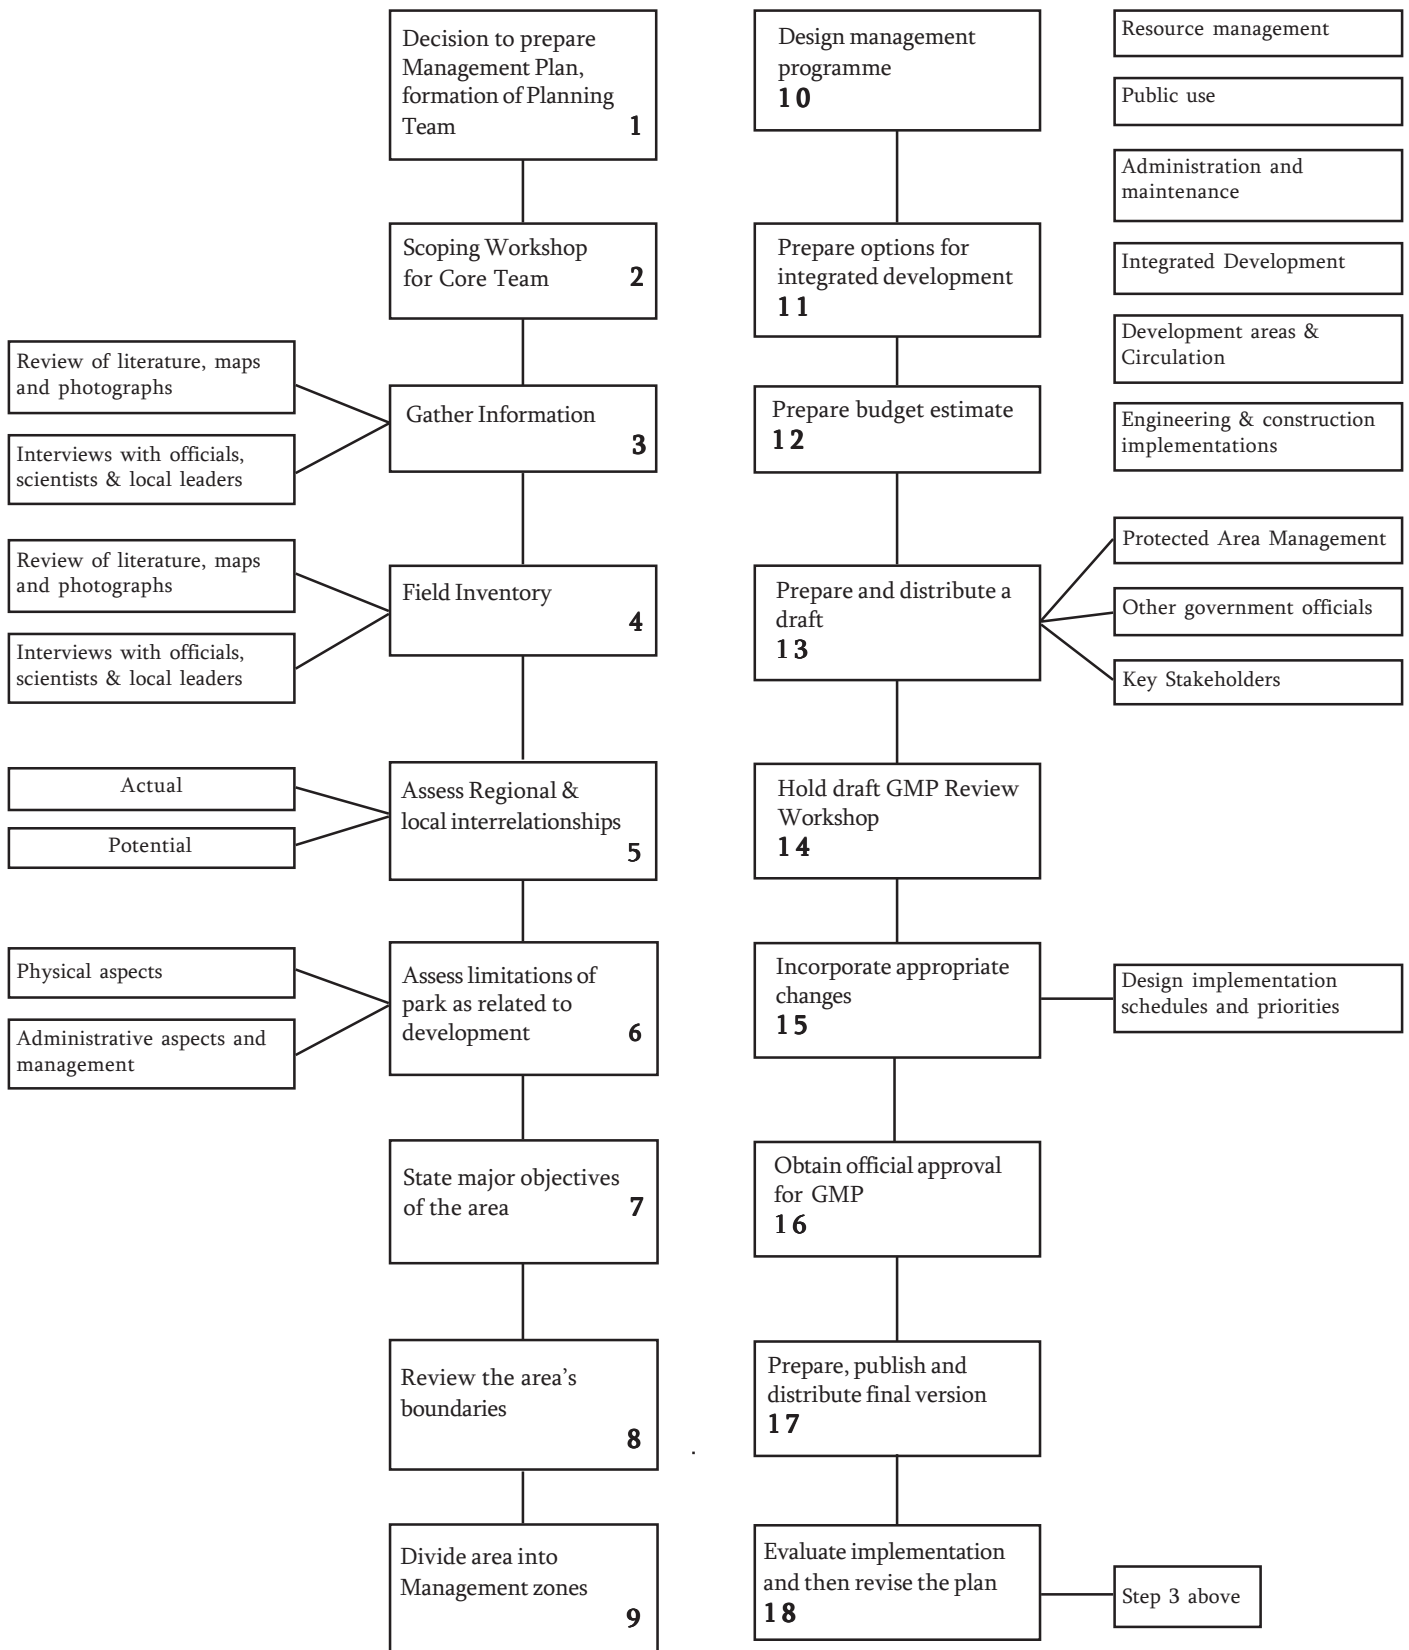 Decision to prepare
Management Plan,
formation of Planning
Team
1
Scoping Workshop
for Core Team
2
Review of literature, maps
and photographs
Interviews with officials,
scientists & local leaders
Gather Information
3
Review of literature, maps
and photographs
Interviews with officials,
scientists & local leaders
Field Inventory
4
Actual
Potential
Assess Regional &
local interrelationships
5
Physical aspects
Administrative aspects and
management
Assess limitations of
park as related to
development
6
State major objectives
of the area
7
Review the area's
boundaries
8
Divide area into
Management zones
9
Design management
programme
10
Prepare options for
integrated development
11
Prepare budget estimate
12
Prepare and distribute a
draft
13
Hold draft GMP Review
Workshop
14
Incorporate appropriate
changes
15
Obtain official approval
for GMP
16
Prepare, publish and
distribute final version
17
Evaluate implementation
and then revise the plan
18
Resource management
Public use
Administration and
maintenance
Integrated Development
Development areas &
Circulation
Engineering & construction
implementations
Protected Area Management
Other government officials
Key Stakeholders
Design implementation
schedules and priorities
Step 3 above